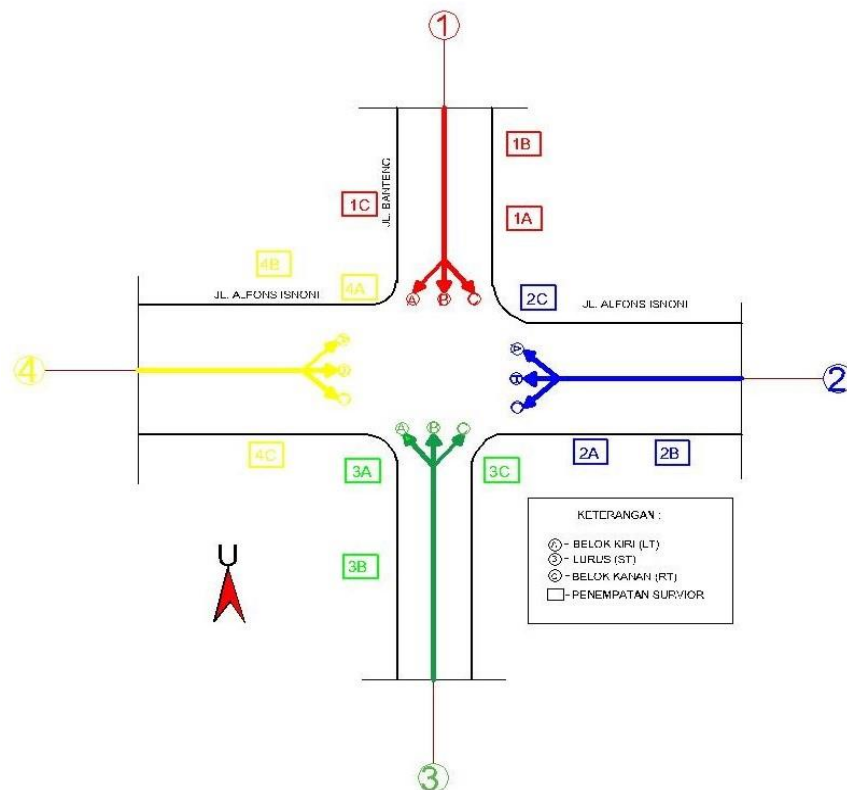 1
1B
1C
JL. BANTENG
1A
4B
4A
2C
JL. ALFONS ISNONI
JL. ALFONS ISNONI
A
B
C
4
A
C
A
C
2
A
B
C
4C
3A
3C
2A
2B
KETERANGAN :
A - BELOK KIRI (LT)
3 - LURUS (ST)
C - BELOK KANAN (RT)
- PENEMPATAN SURVIOR
U
3B
3